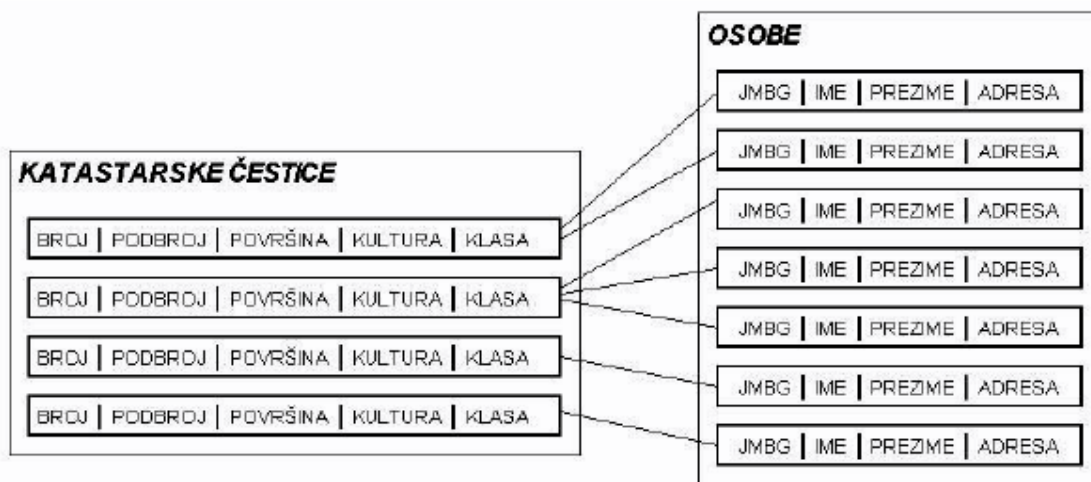 KATASTARSKE ČESTICE
BROJ | PODBROJ | POVRŠINA | KULTURA | KLASA
BROJ | PODBROJ | POVRŠINA | KULTURA | KLASA
BROJ | PODBROJ | POVRŠINA | KULTURA | KLASA
BROJ | PODBROJ | POVRŠINA | KULTURA | KLASA
OSOBE
JMBG | IME | PREZIME | ADRESA
JMBG | IME | PREZIME | ADRESA
JMBG | IME | PREZIME | ADRESA
JMBG | IME | PREZIME | ADRESA
JMBG | IME | PREZIME | ADRESA
JMBG | IME | PREZIME | ADRESA
JMBG | IME | PREZIME | ADRESA